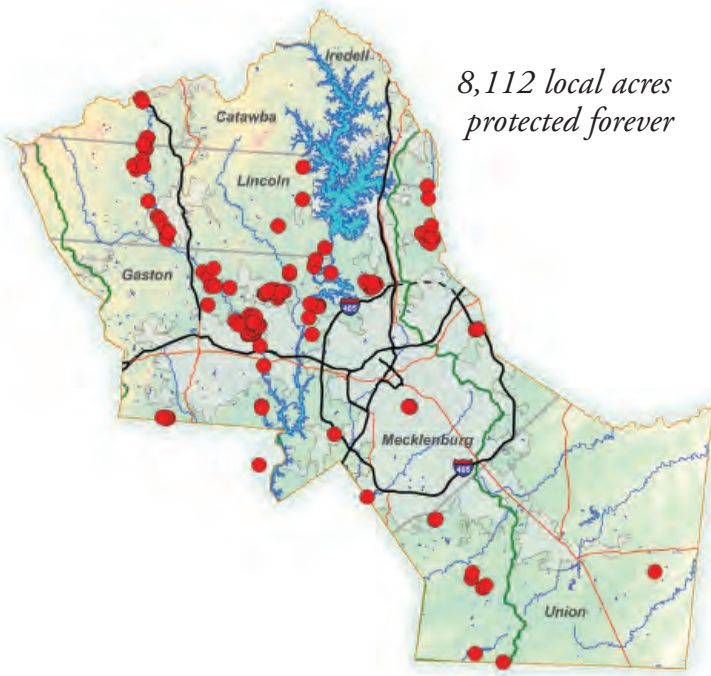 Iredell
8,112 local acres
protected forever
Catawba
Lincoln
Gaston
485
Mecklenburg
485
Union